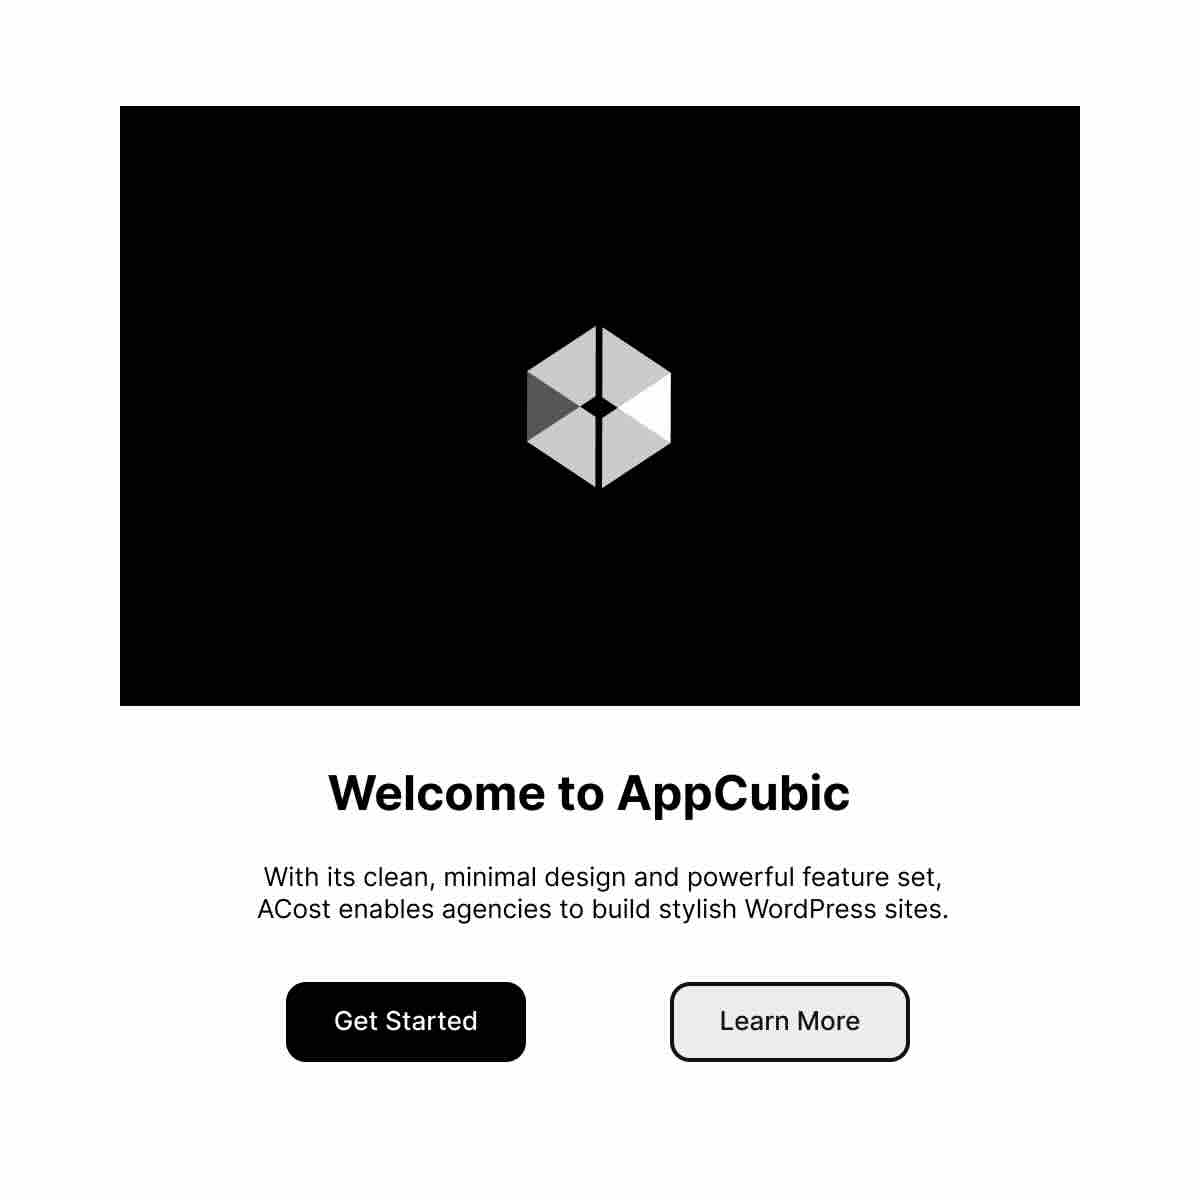 Welcome to AppCubic
With its clean, minimal design and powerful feature set,
ACost enables agencies to build stylish WordPress sites.
Get Started
Learn More